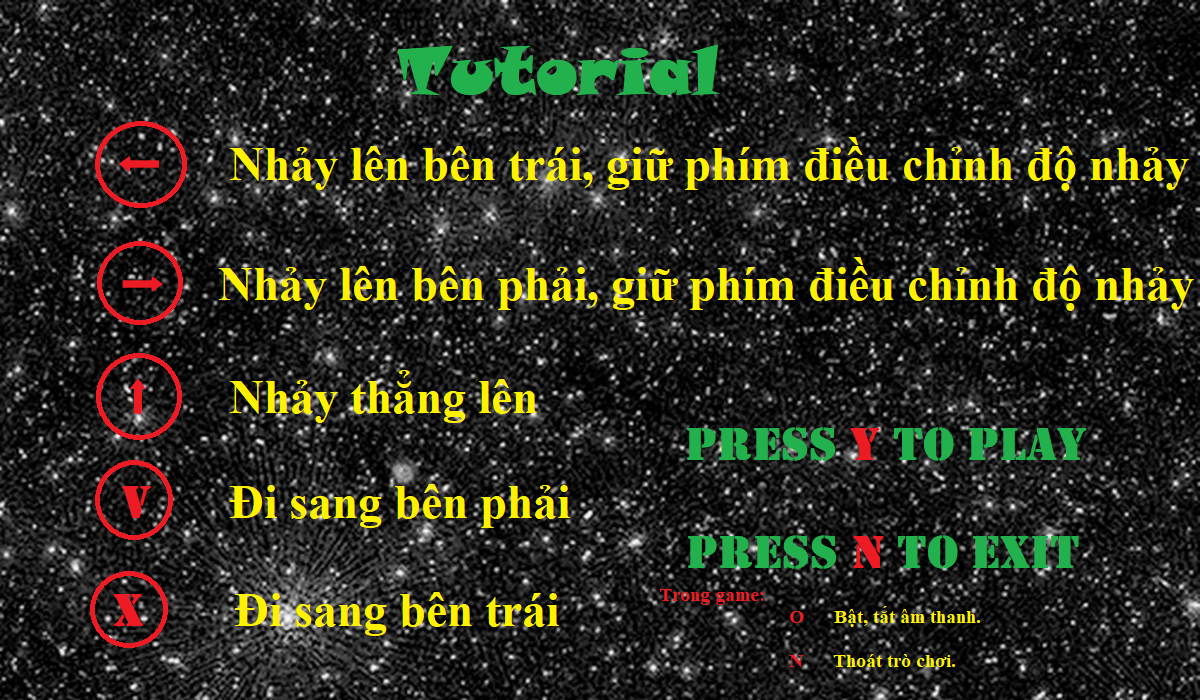 Tutorial
Nhảy lên bên trái, giữ phím điều chỉnh độ nhảy
Nhảy lên bên phải, giữ phím điều chỉnh độ nhảy
Nhảy thẳng lên
PRESS Y TO PLAY
V Đi sang bên phải
PRESS N TO EXIT
Trong game:
X Đi sang bên trái
O Bật, tắt âm thanh.
N Thoát trò chơi.